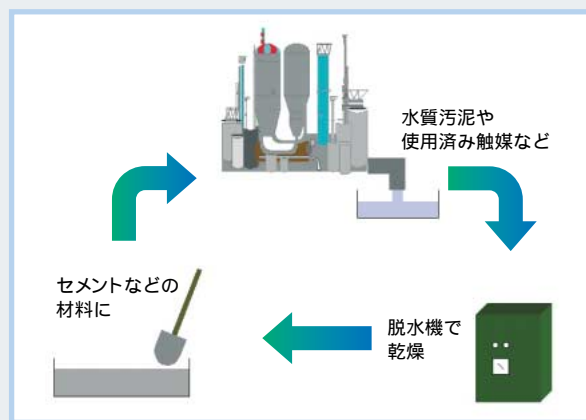 水質汚泥や
使用済み触媒など
脱水機で
乾燥
セメントなどの
材料に